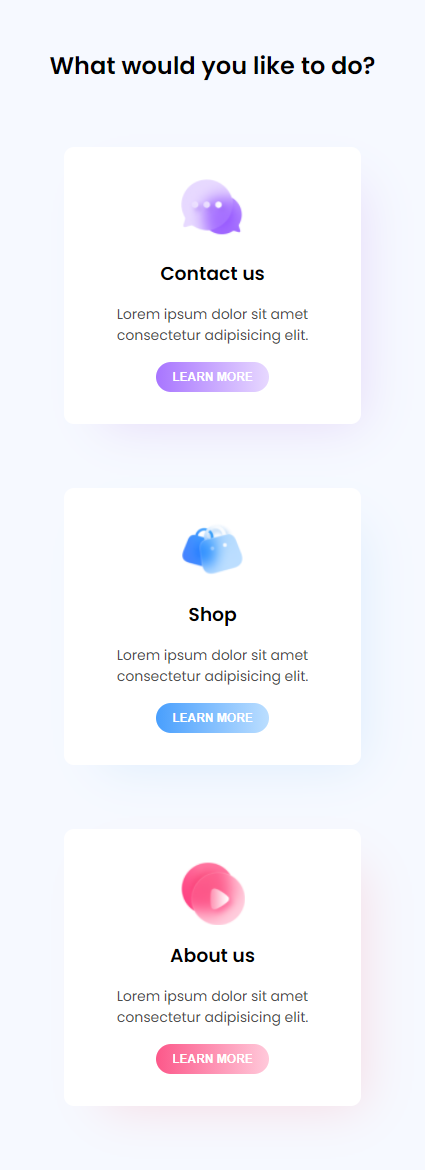 What would you like to do?
Contact us
Lorem ipsum dolor sit amet
consectetur adipisicing elit.
LEARN MORE
Shop
Lorem ipsum dolor sit amet
consectetur adipisicing elit.
LEARN MORE
About us
Lorem ipsum dolor sit amet
consectetur adipisicing elit.
LEARN MORE